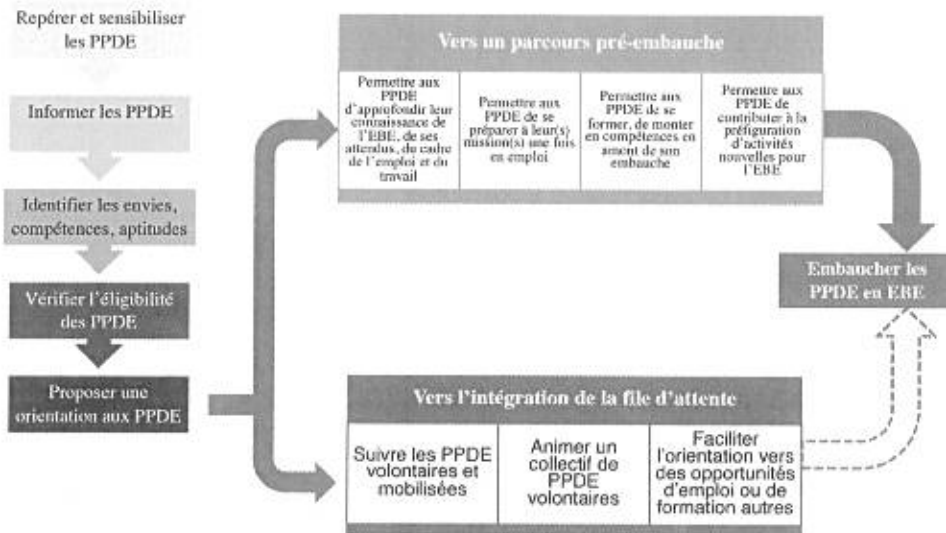 Repérer et sensibiliser
les PPDE
Informer les PPDE
Identifier les envies,
compétences, aptitudes
Vérifier l'éligibilité
des PPDE
Proposer une
orientation aux PPDE
Vers un parcours pré-embauche
Permettre aux
PPDE
d'approfondir leur
connaissance de
l'EBE, de ses
attendus, du cadre
de l'emploi et du
travail
Permettre aux
PPDE de se
préparer à leur(s)
mission(s) une fois
en emploi
Permettre aux
PPDE de se
former, de monter
en compétences en
amont de son
embauche
Permettre aux
PPDE de
contribuer à la
préfiguration
d'activités
nouvelles pour
l'EBE
Embaucher les
PPDE en EBE
Vers l'intégration de la file d'attente
Suivre les PPDE
volontaires et
mobilisées
Animer un
collectif de
PPDE
volontaires
Faciliter
l'orientation vers
des opportunités
d'emploi ou de
formation autres